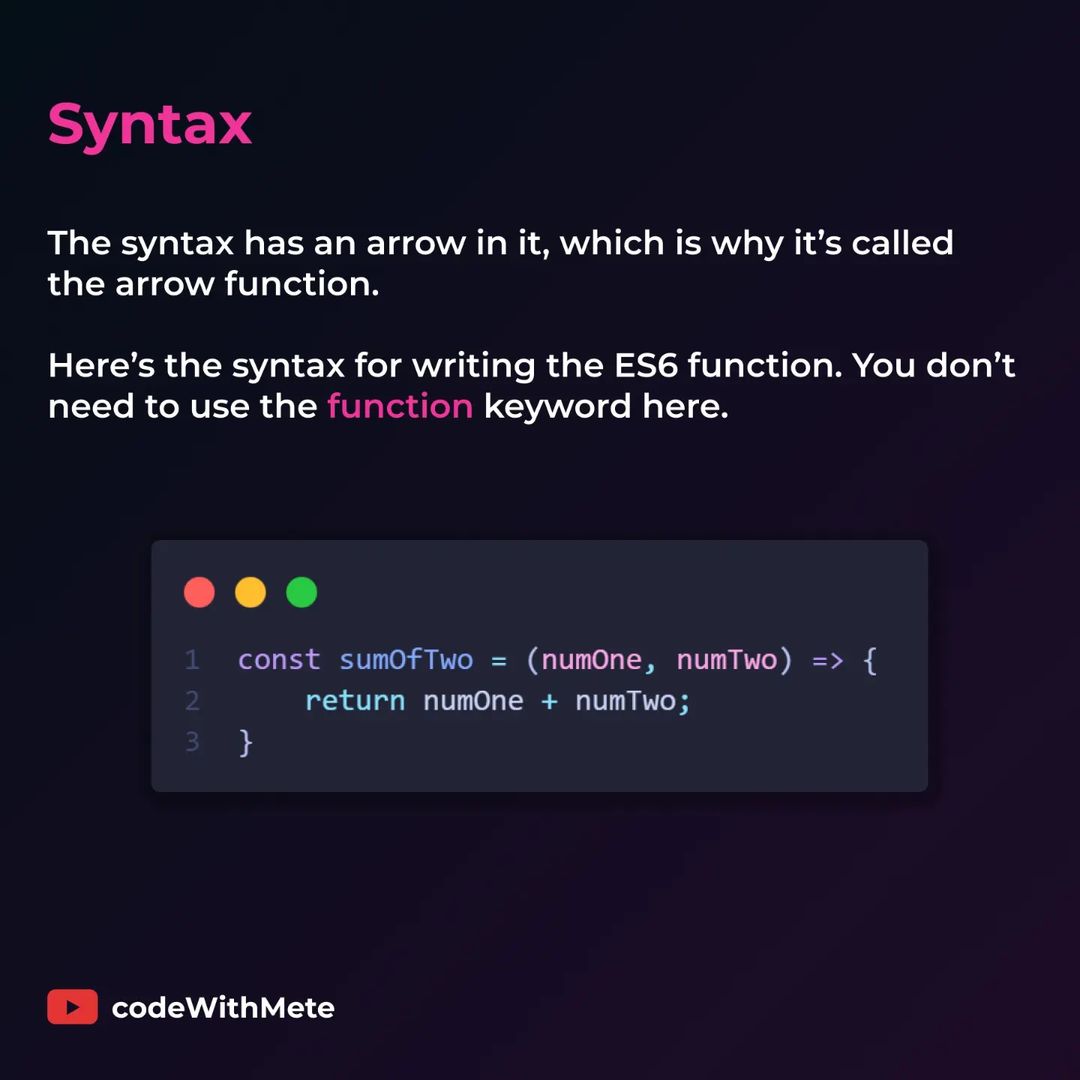 Syntax
The syntax has an arrow in it, which is why it’s called
the arrow function.
Here’s the syntax for writing the ES6 function. You don’t
need to use the function keyword here.
1 const sumOfTwo = (numOne, numTwo) => {
2 return numOne + numTwo;
3 }
codeWithMete